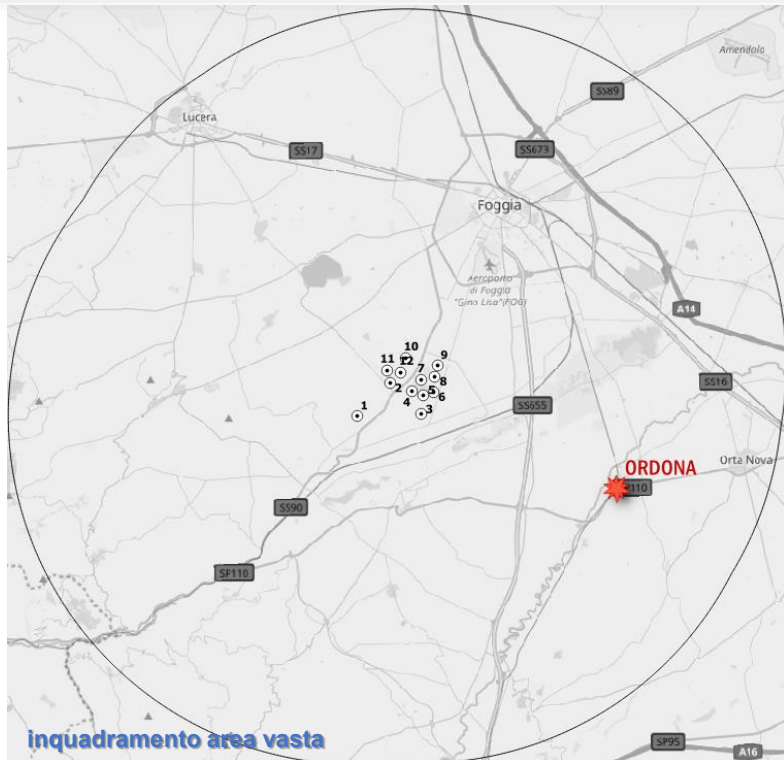 Amendola
SS89
Lucera
SS17
SS673
Foggia
Aeroporto
di Foggia
"Gino Lisa"(FOG)
A14
10
11
12
9
7
8
2
4
5
6
1
3
SS16
SS655
ORDONA
Orta Nova
SS90
SP110
inquadramento area vasta
SP95
A16